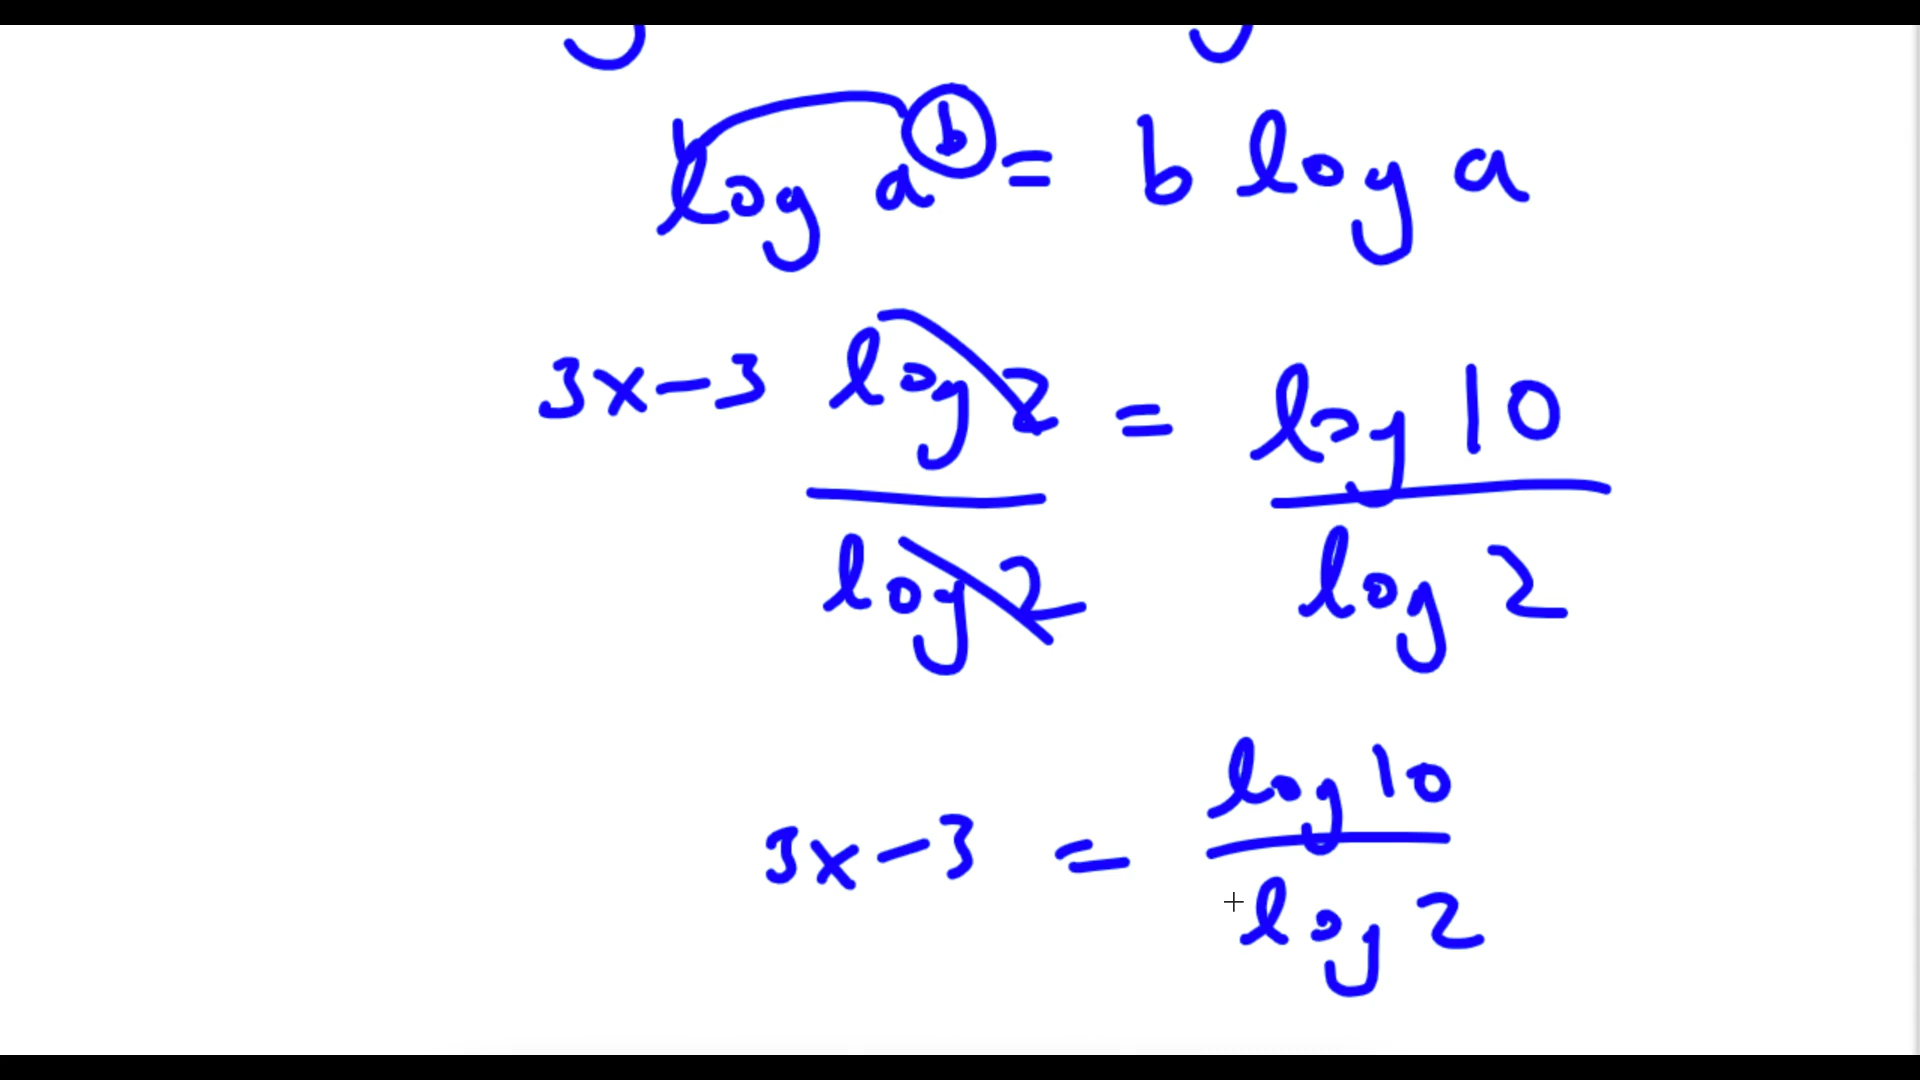 log a^b = b log a
3x-3 log 2 / log 2 = log 10 / log 2
3x-3 = log 10 / log 2